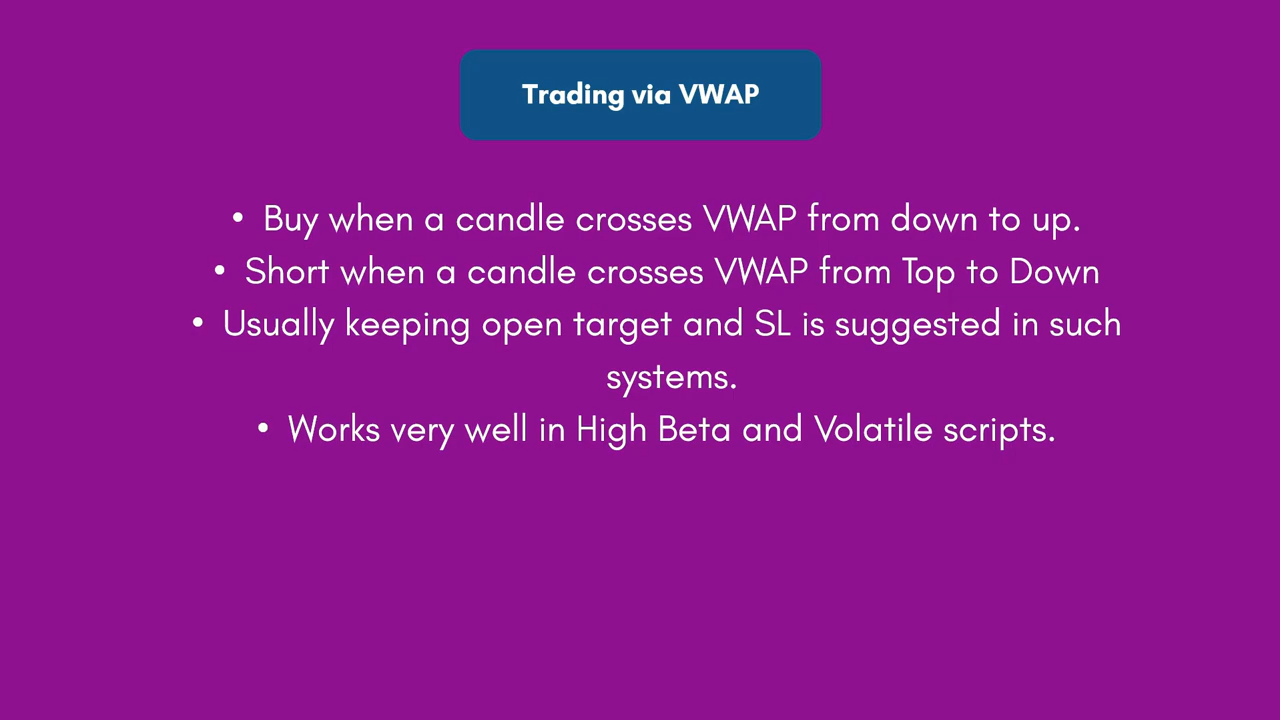 Trading via VWAP
• Buy when a candle crosses VWAP from down to up.
• Short when a candle crosses VWAP from Top to Down
• Usually keeping open target and SL is suggested in such
systems.
• Works very well in High Beta and Volatile scripts.